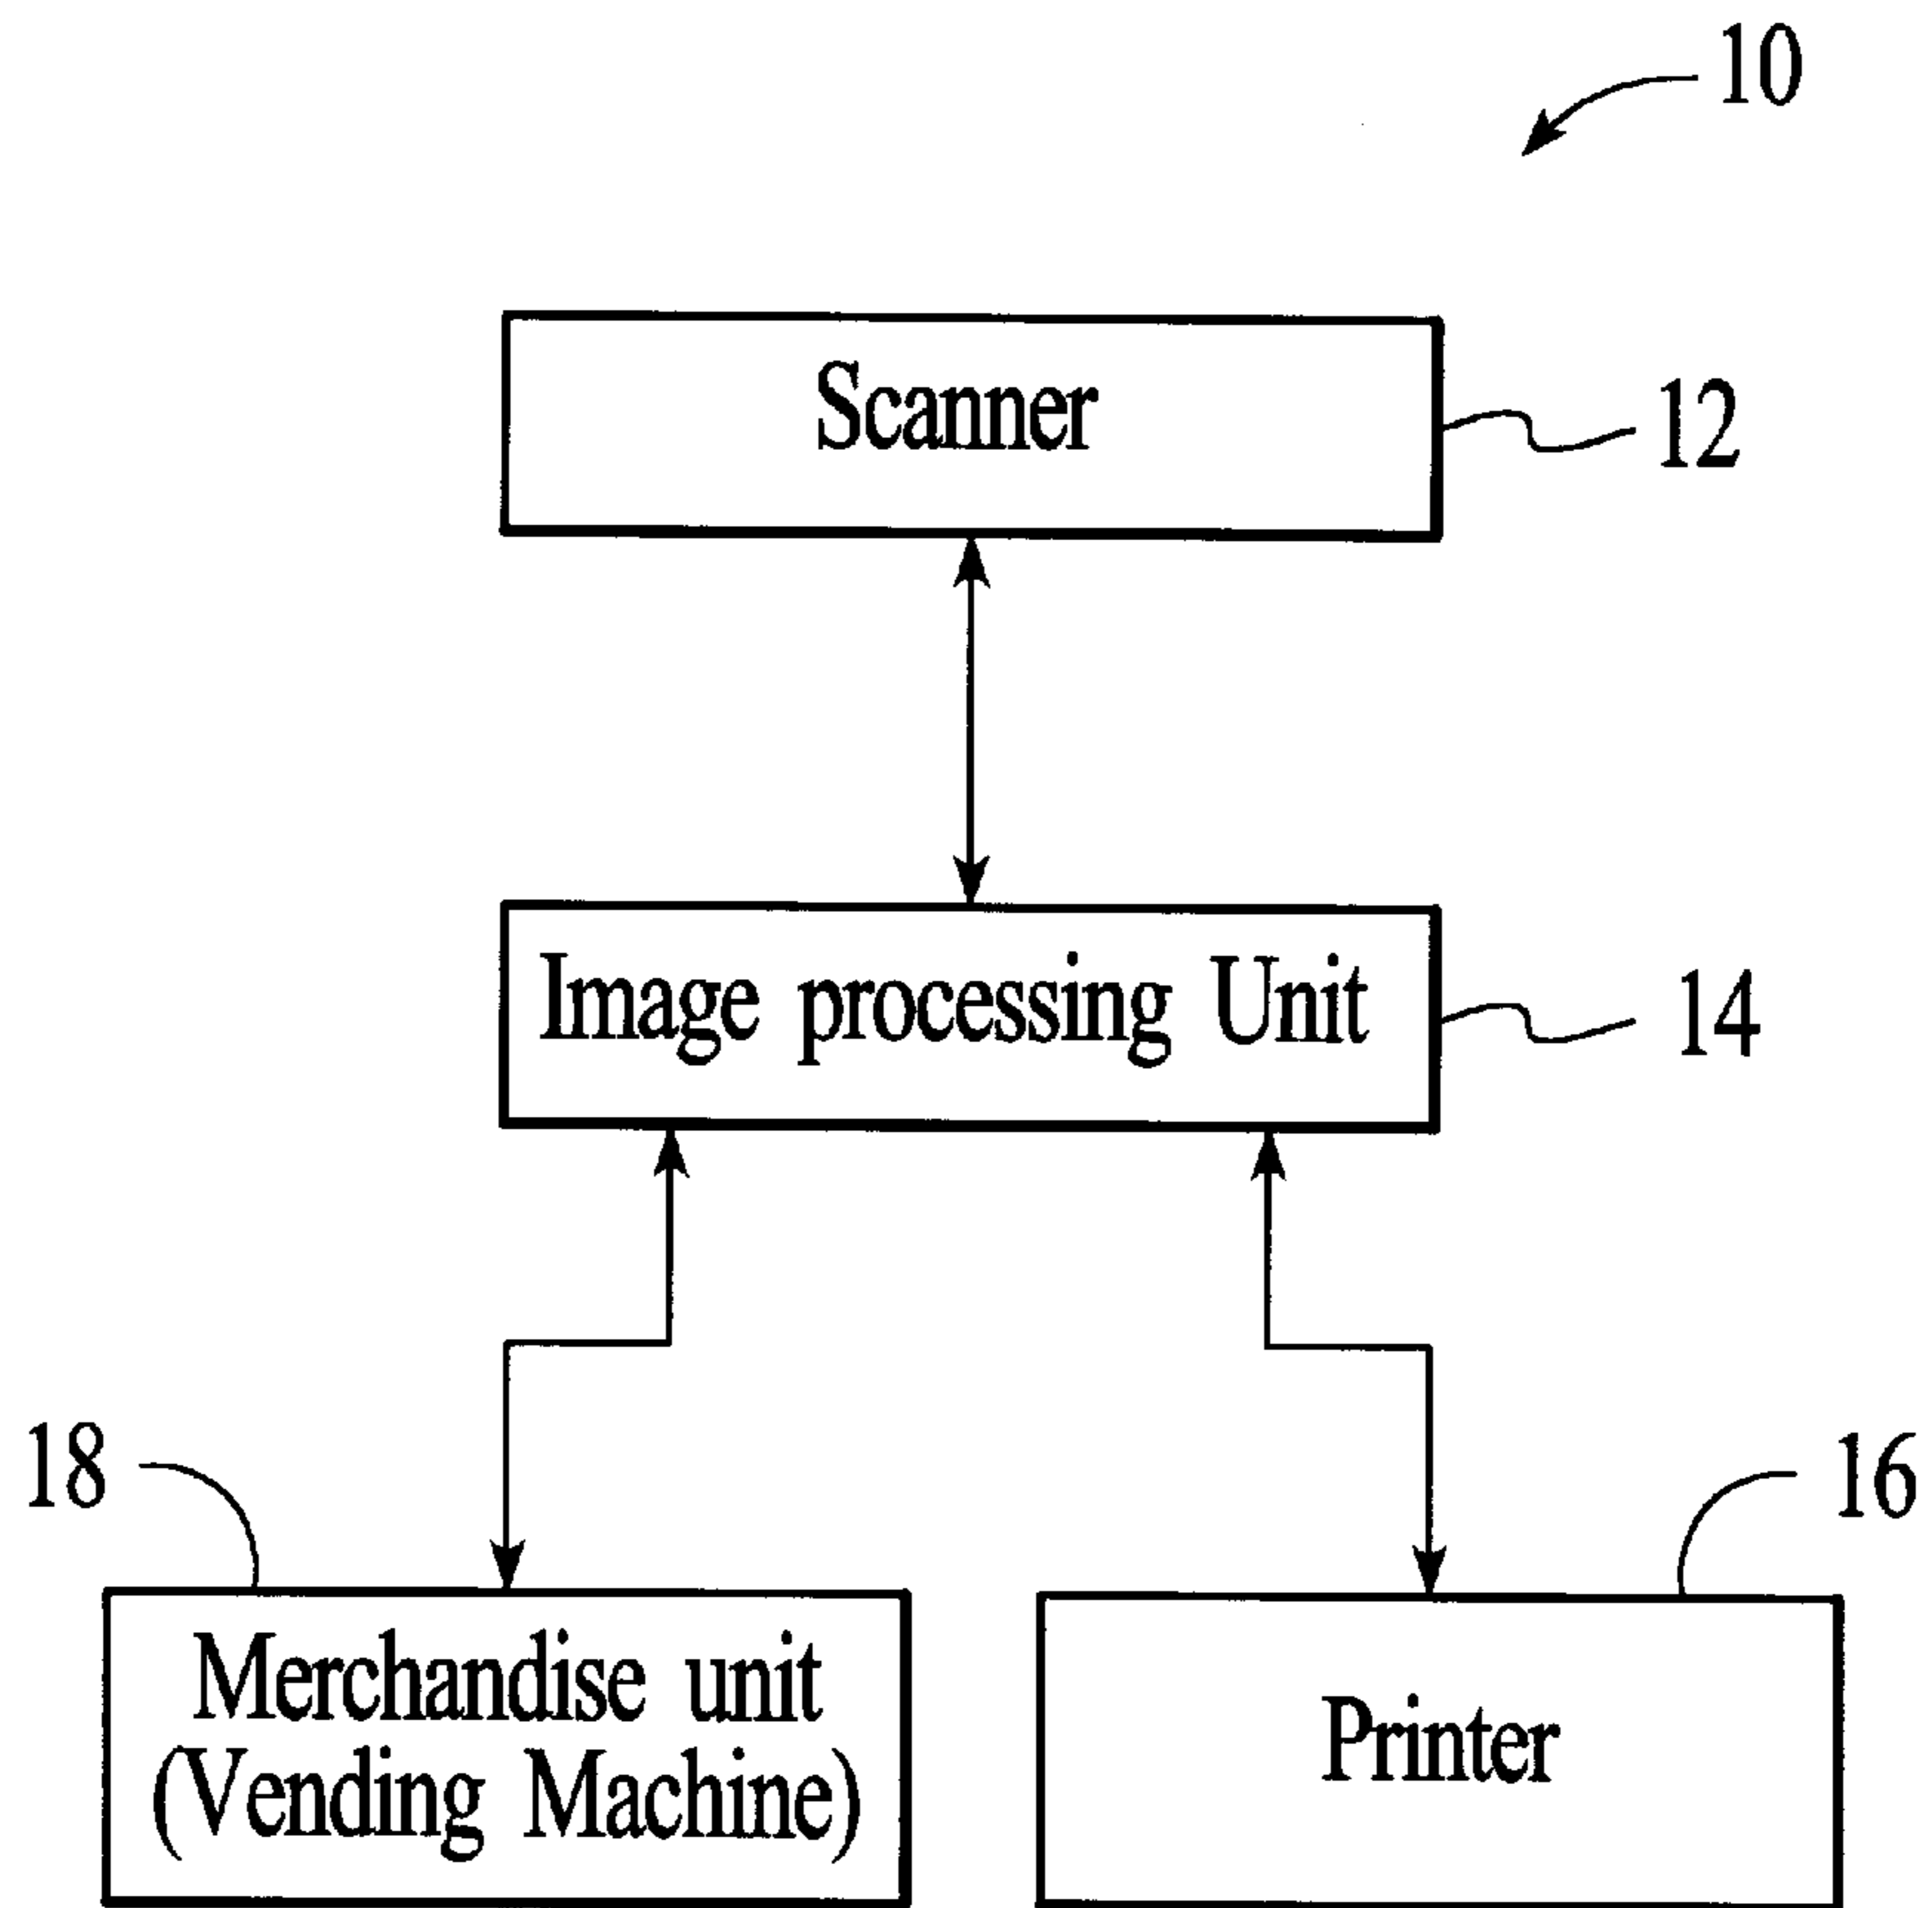 10
Scanner
12
Image processing Unit
14
18
16
Merchandise unit
(Vending Machine)
Printer